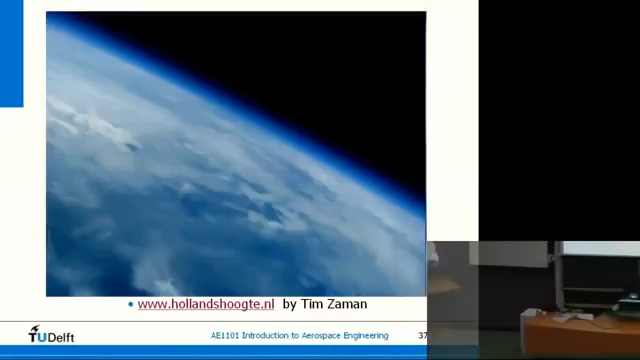 • www.hollandshoogte.nl by Tim Zaman
TUDelft
AE1101 Introduction to Aerospace Engineering
37